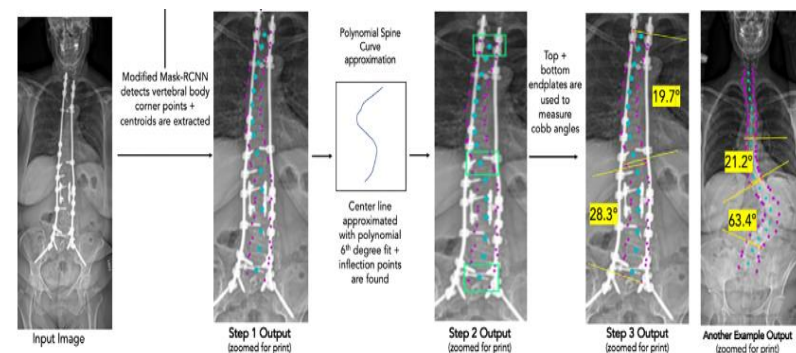 Modified Mask-RCNN
detects vertebral body
corner points +
centroids are extracted
Polynomial Spine
Curve
approximation
Center line
approximated
with polynomial
6th degree fit +
inflection points
are found
Top +
bottom
endplates are
used to
measure
cobb angles
19.7°
28.3°
21.2°
63.4°
Input Image
Step 1 Output
(zoomed for print)
Step 2 Output
(zoomed for print)
Step 3 Output
(zoomed for print)
Another Example Output
(zoomed for print)